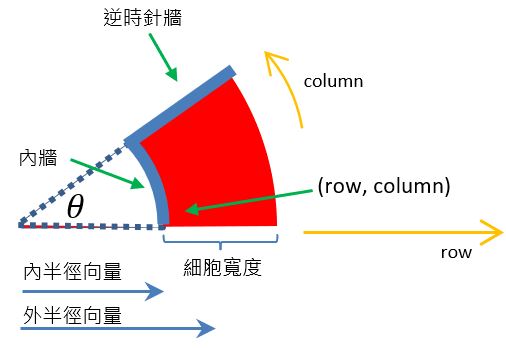 逆時針牆
column
內牆
θ
(row, column)
細胞寬度
row
內半徑向量
外半徑向量